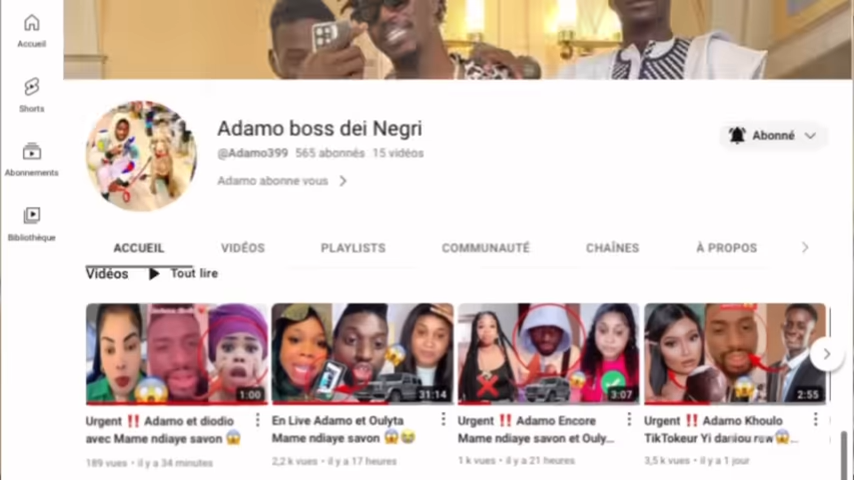 Accueil
Shorts
Abonnements
Bibliothèque
Adamo boss dei Negri
@Adamo399 565 abonnés 15 vidéos
Adamo abonne vous
Abonné
ACCUEIL VIDÉOS PLAYLISTS COMMUNAUTÉ CHAÎNES À PROPOS
Vidéos Tout lire
1:00
31:14
3:07
2:55
Urgent ‼️ Adamo et diodio
avec Mame ndiaye savon 😱
189 vues • il y a 34 minutes
En Live Adamo et Oulyta
Mame ndiaye savon 😱😭
2,2 k vues • il y a 17 heures
Urgent ‼️ Adamo Encore
Mame ndiaye savon et Ouly...
1 k vues • il y a 21 heures
Urgent ‼️ Adamo Khoulo
TikTokeur Yi daniou raw😱...
3,5 k vues • il y a 1 jour